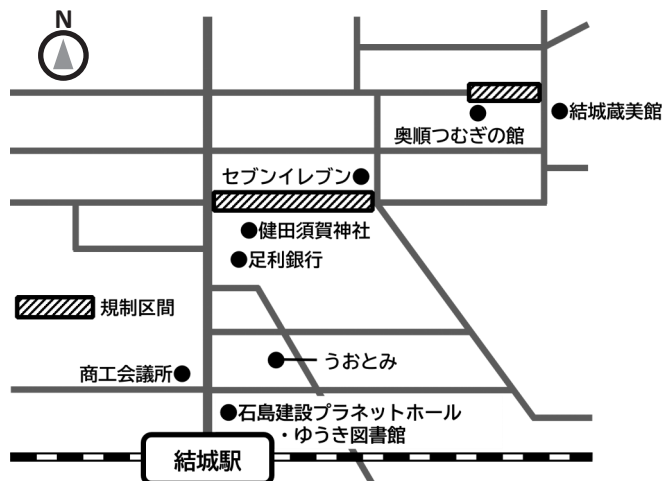 N
●結城蔵美館
奥順つむぎの館
セブンイレブン●
●健田須賀神社
●足利銀行
規制区間
うおとみ
商工会議所●
●石島建設プラネットホール
・ゆうき図書館
結城駅